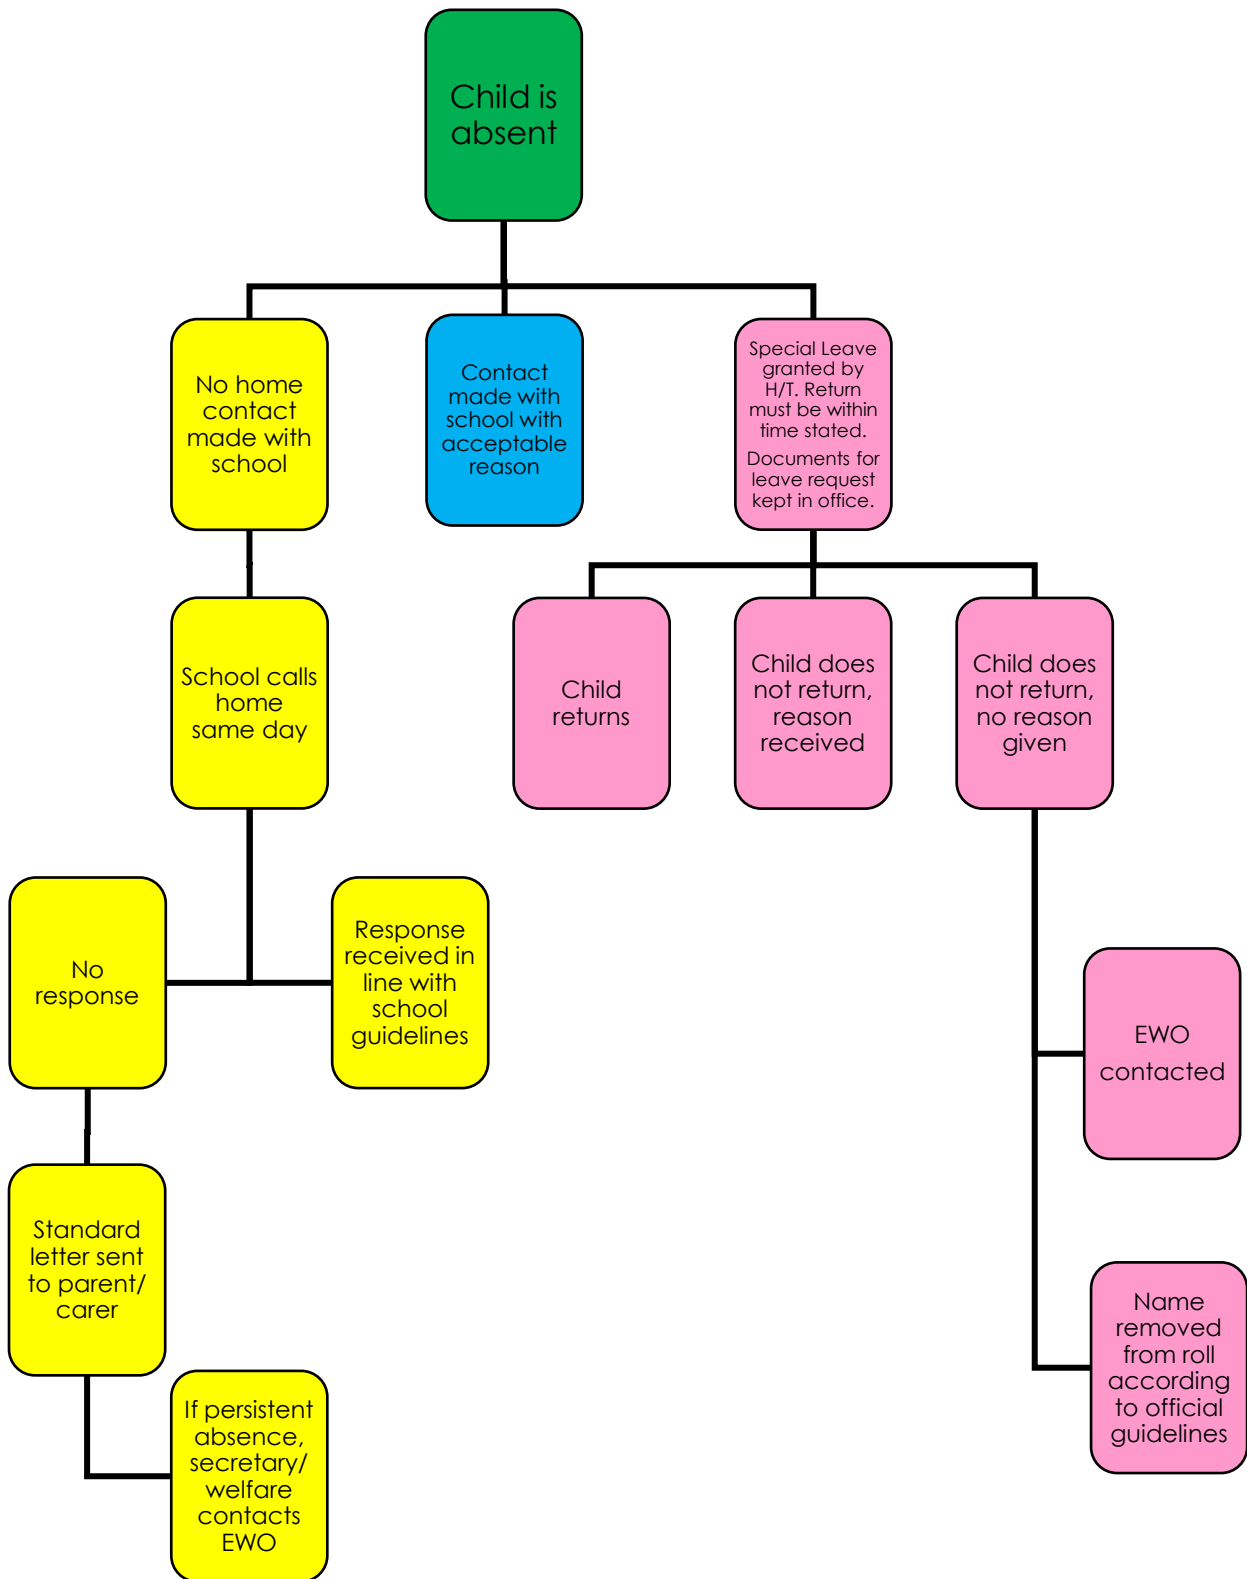 Child is
absent
No home
contact
made with
school
Contact
made with
school with
acceptable
reason
Special Leave
granted by
H/T. Return
must be within
time stated.
Documents for
leave request
kept in office.
School calls
home
same day
Child
returns
Child does
not return,
reason
received
Child does
not return,
no reason
given
No
response
Response
received in
line with
school
guidelines
EWO
contacted
Standard
letter sent
to parent/
carer
Name
removed
from roll
according
to official
guidelines
If persistent
absence,
secretary/
welfare
contacts
EWO